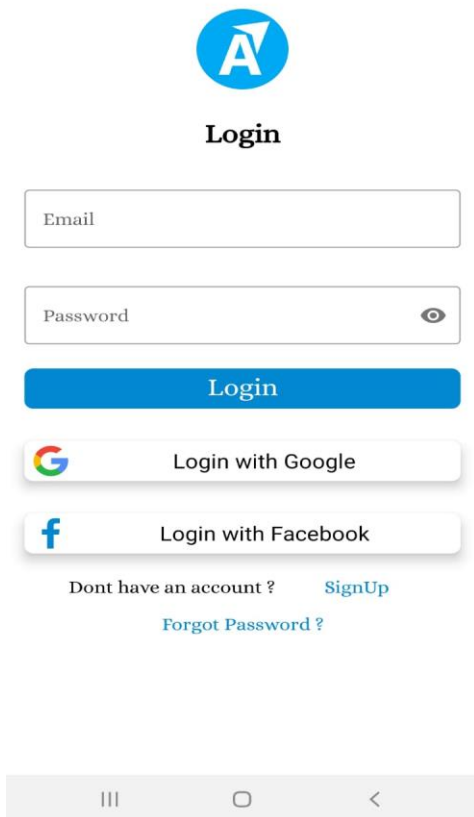 A
Login
Email
Password
Login
Login with Google
Login with Facebook
Dont have an account ? SignUp
Forgot Password ?